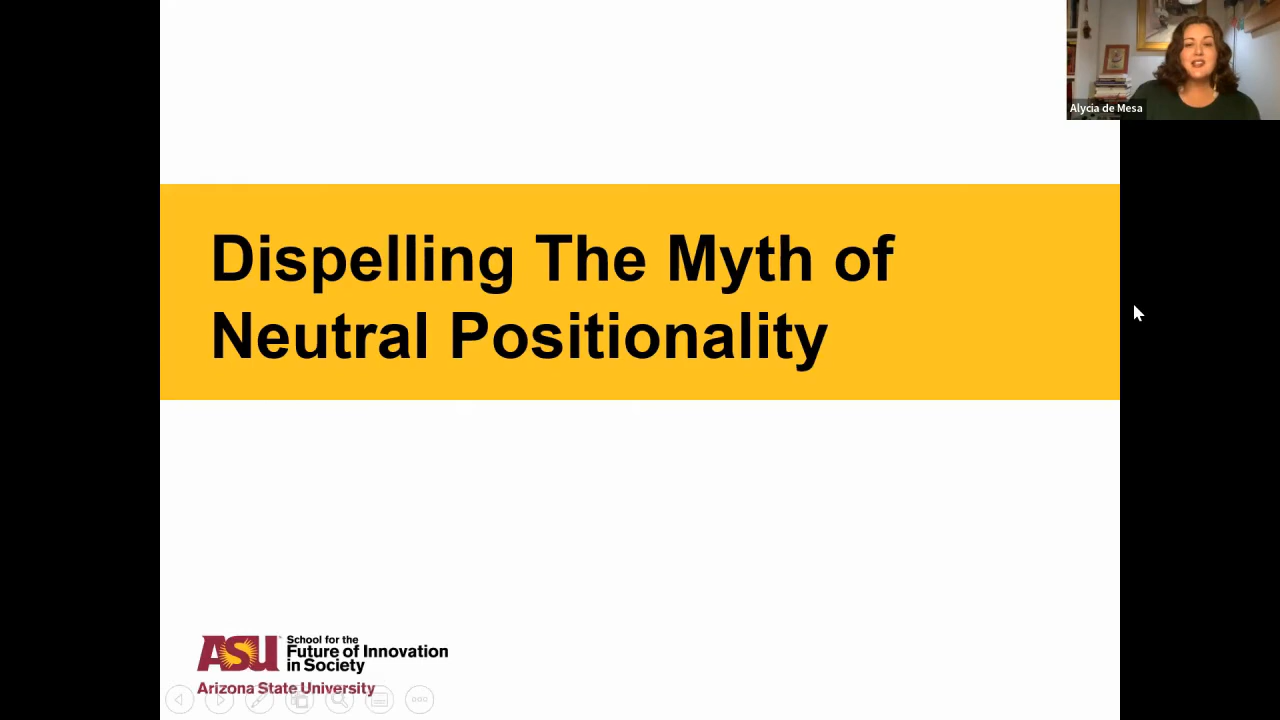 Alycia de Mesa
Dispelling The Myth of
Neutral Positionality
ASU
School for the
Future of Innovation
in Society
Arizona State University